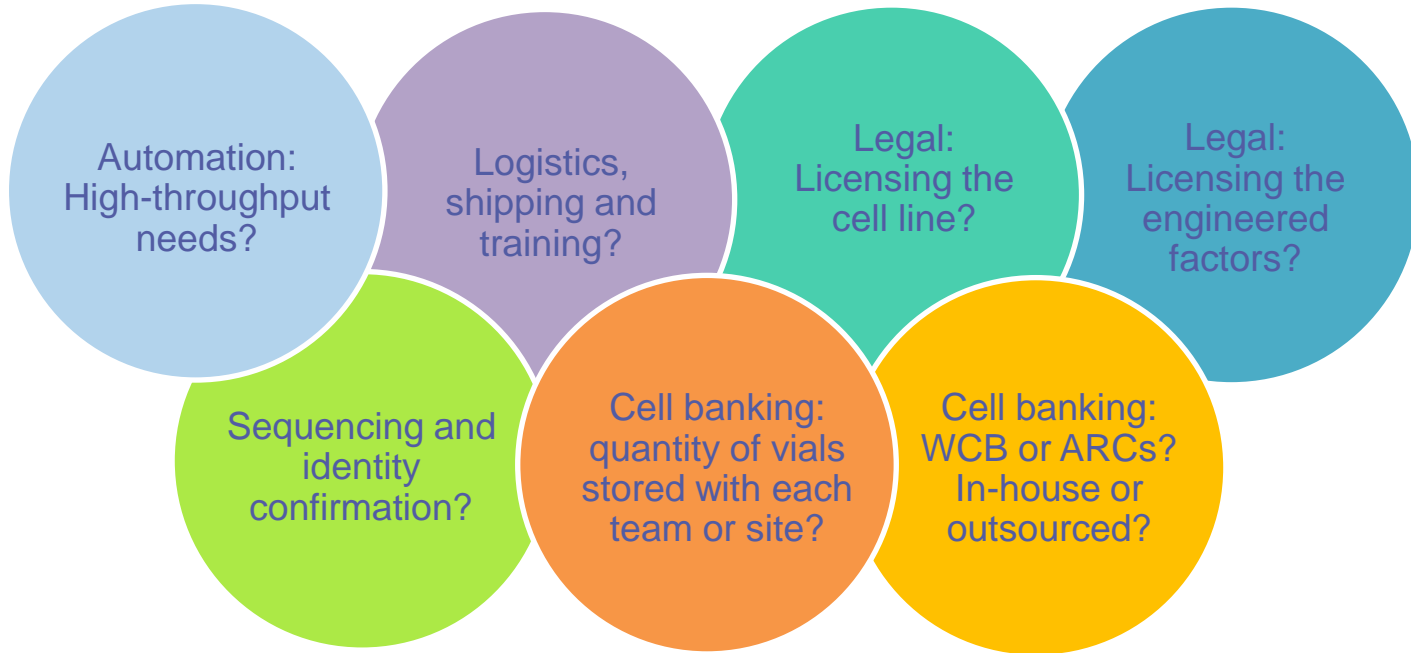 Automation:
High-throughput
needs?
Logistics,
shipping and
training?
Legal:
Licensing the
cell line?
Legal:
Licensing the
engineered
factors?
Sequencing and
identity
confirmation?
Cell banking:
quantity of vials
stored with each
team or site?
Cell banking:
WCB or ARCs?
In-house or
outsourced?